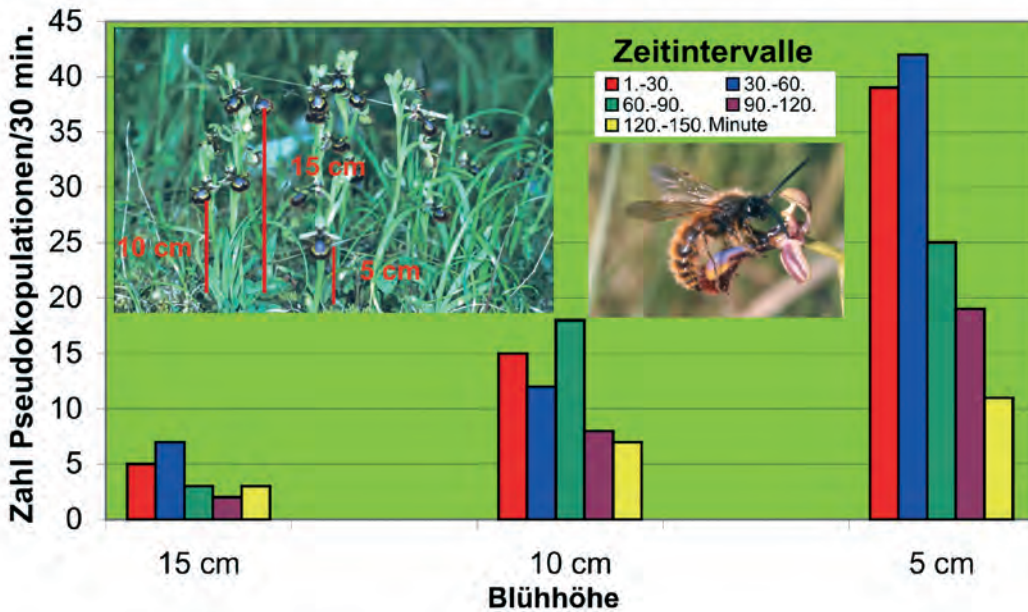 Zahl Pseudokopulationen/30 min.
45
40
35
30
25
20
15
10
5
0
15 cm
10 cm
5 cm
Zeitintervalle
1.-30. 30.-60.
60.-90. 90.-120.
120.-150. Minute
15 cm 10 cm 5 cm
Blühhöhe